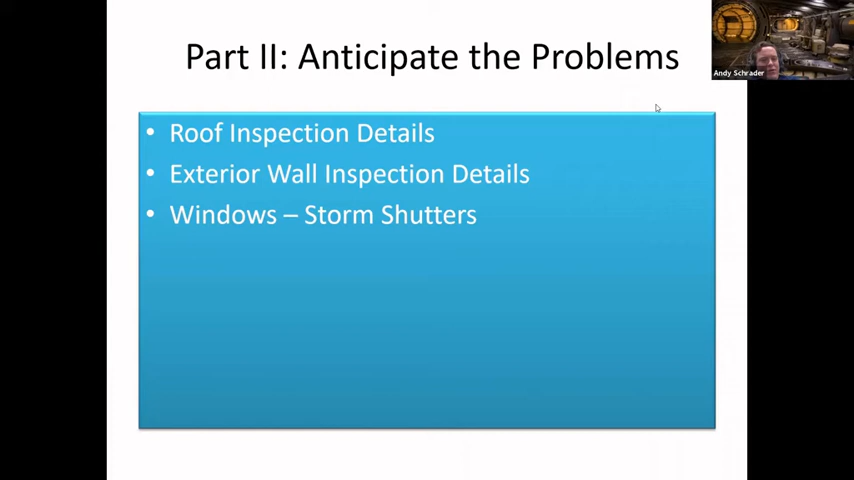 Part II: Anticipate the Problems
Andy Schrader
• Roof Inspection Details
• Exterior Wall Inspection Details
• Windows – Storm Shutters